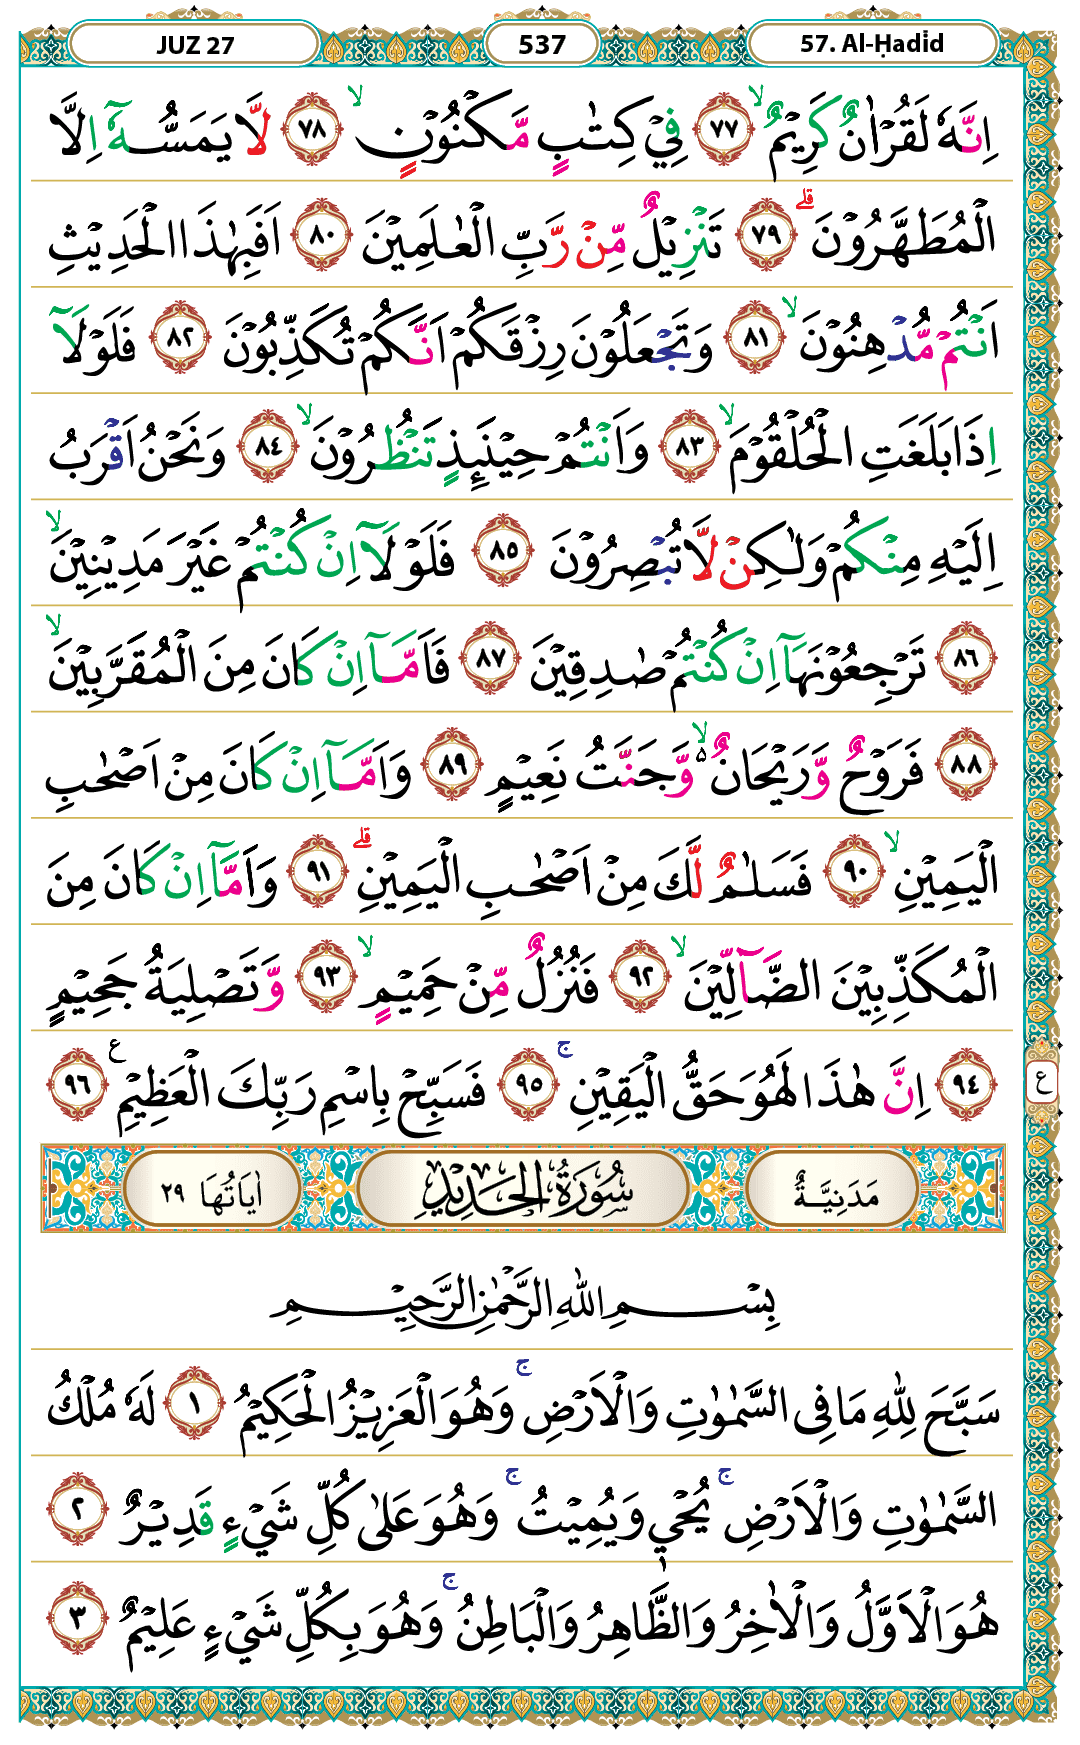 JUZ 27 537 57. Al-Ḥadid
اِنَّهٗ لَقُرْاٰنٌ كَرِيْمٌۙ ٧٧ فِيْ كِتٰبٍ مَّكْنُوْنٍۙ ٧٨ لَّا يَمَسُّهٗٓ اِلَّا
الْمُطَهَّرُوْنَۗ ٧٩ تَنْزِيْلٌ مِّنْ رَّبِّ الْعٰلَمِيْنَ ٨٠ اَفَبِهٰذَا الْحَدِيْثِ
اَنْتُمْ مُّدْهِنُوْنَۙ ٨١ وَتَجْعَلُوْنَ رِزْقَكُمْ اَنَّكُمْ تُكَذِّبُوْنَ ٨٢ فَلَوْلَآ
اِذَا بَلَغَتِ الْحُلْقُوْمَۙ ٨٣ وَاَنْتُمْ حِيْنَىِٕذٍ تَنْظُرُوْنَۙ ٨٤ وَنَحْنُ اَقْرَبُ
اِلَيْهِ مِنْكُمْ وَلٰكِنْ لَّا تُبْصِرُوْنَ ٨٥ فَلَوْلَآ اِنْ كُنْتُمْ غَيْرَ مَدِيْنِيْنَۙ
٨٦ تَرْجِعُوْنَهَآ اِنْ كُنْتُمْ صٰدِقِيْنَ ٨٧ فَاَمَّآ اِنْ كَانَ مِنَ الْمُقَرَّبِيْنَۙ
٨٨ فَرَوْحٌ وَّرَيْحَانٌ ەۙ وَّجَنَّتُ نَعِيْمٍ ٨٩ وَاَمَّآ اِنْ كَانَ مِنْ اَصْحٰبِ
الْيَمِيْنِۙ ٩٠ فَسَلٰمٌ لَّكَ مِنْ اَصْحٰبِ الْيَمِيْنِۗ ٩١ وَاَمَّآ اِنْ كَانَ مِنَ
الْمُكَذِّبِيْنَ الضَّاۤلِّيْنَۙ ٩٢ فَنُزُلٌ مِّنْ حَمِيْمٍۙ ٩٣ وَّتَصْلِيَةُ جَحِيْمٍ
٩٤ اِنَّ هٰذَا لَهُوَ حَقُّ الْيَقِيْنِۚ ٩٥ فَسَبِّحْ بِاسْمِ رَبِّكَ الْعَظِيْمِ ࣖ ٩٦
ع
مَدَنِيَّةٌ سُوْرَةُ الْحَدِيْدِ اٰيَاتُهَا ٢٩
بِسْمِ اللّٰهِ الرَّحْمٰنِ الرَّحِيْمِ
سَبَّحَ لِلّٰهِ مَا فِى السَّمٰوٰتِ وَالْاَرْضِۚ وَهُوَ الْعَزِيْزُ الْحَكِيْمُ ١ لَهٗ مُلْكُ
السَّمٰوٰتِ وَالْاَرْضِۚ يُحْيٖ وَيُمِيْتُۚ وَهُوَ عَلٰى كُلِّ شَيْءٍ قَدِيْرٌ ٢
هُوَ الْاَوَّلُ وَالْاٰخِرُ وَالظَّاهِرُ وَالْبَاطِنُۚ وَهُوَ بِكُلِّ شَيْءٍ عَلِيْمٌ ٣